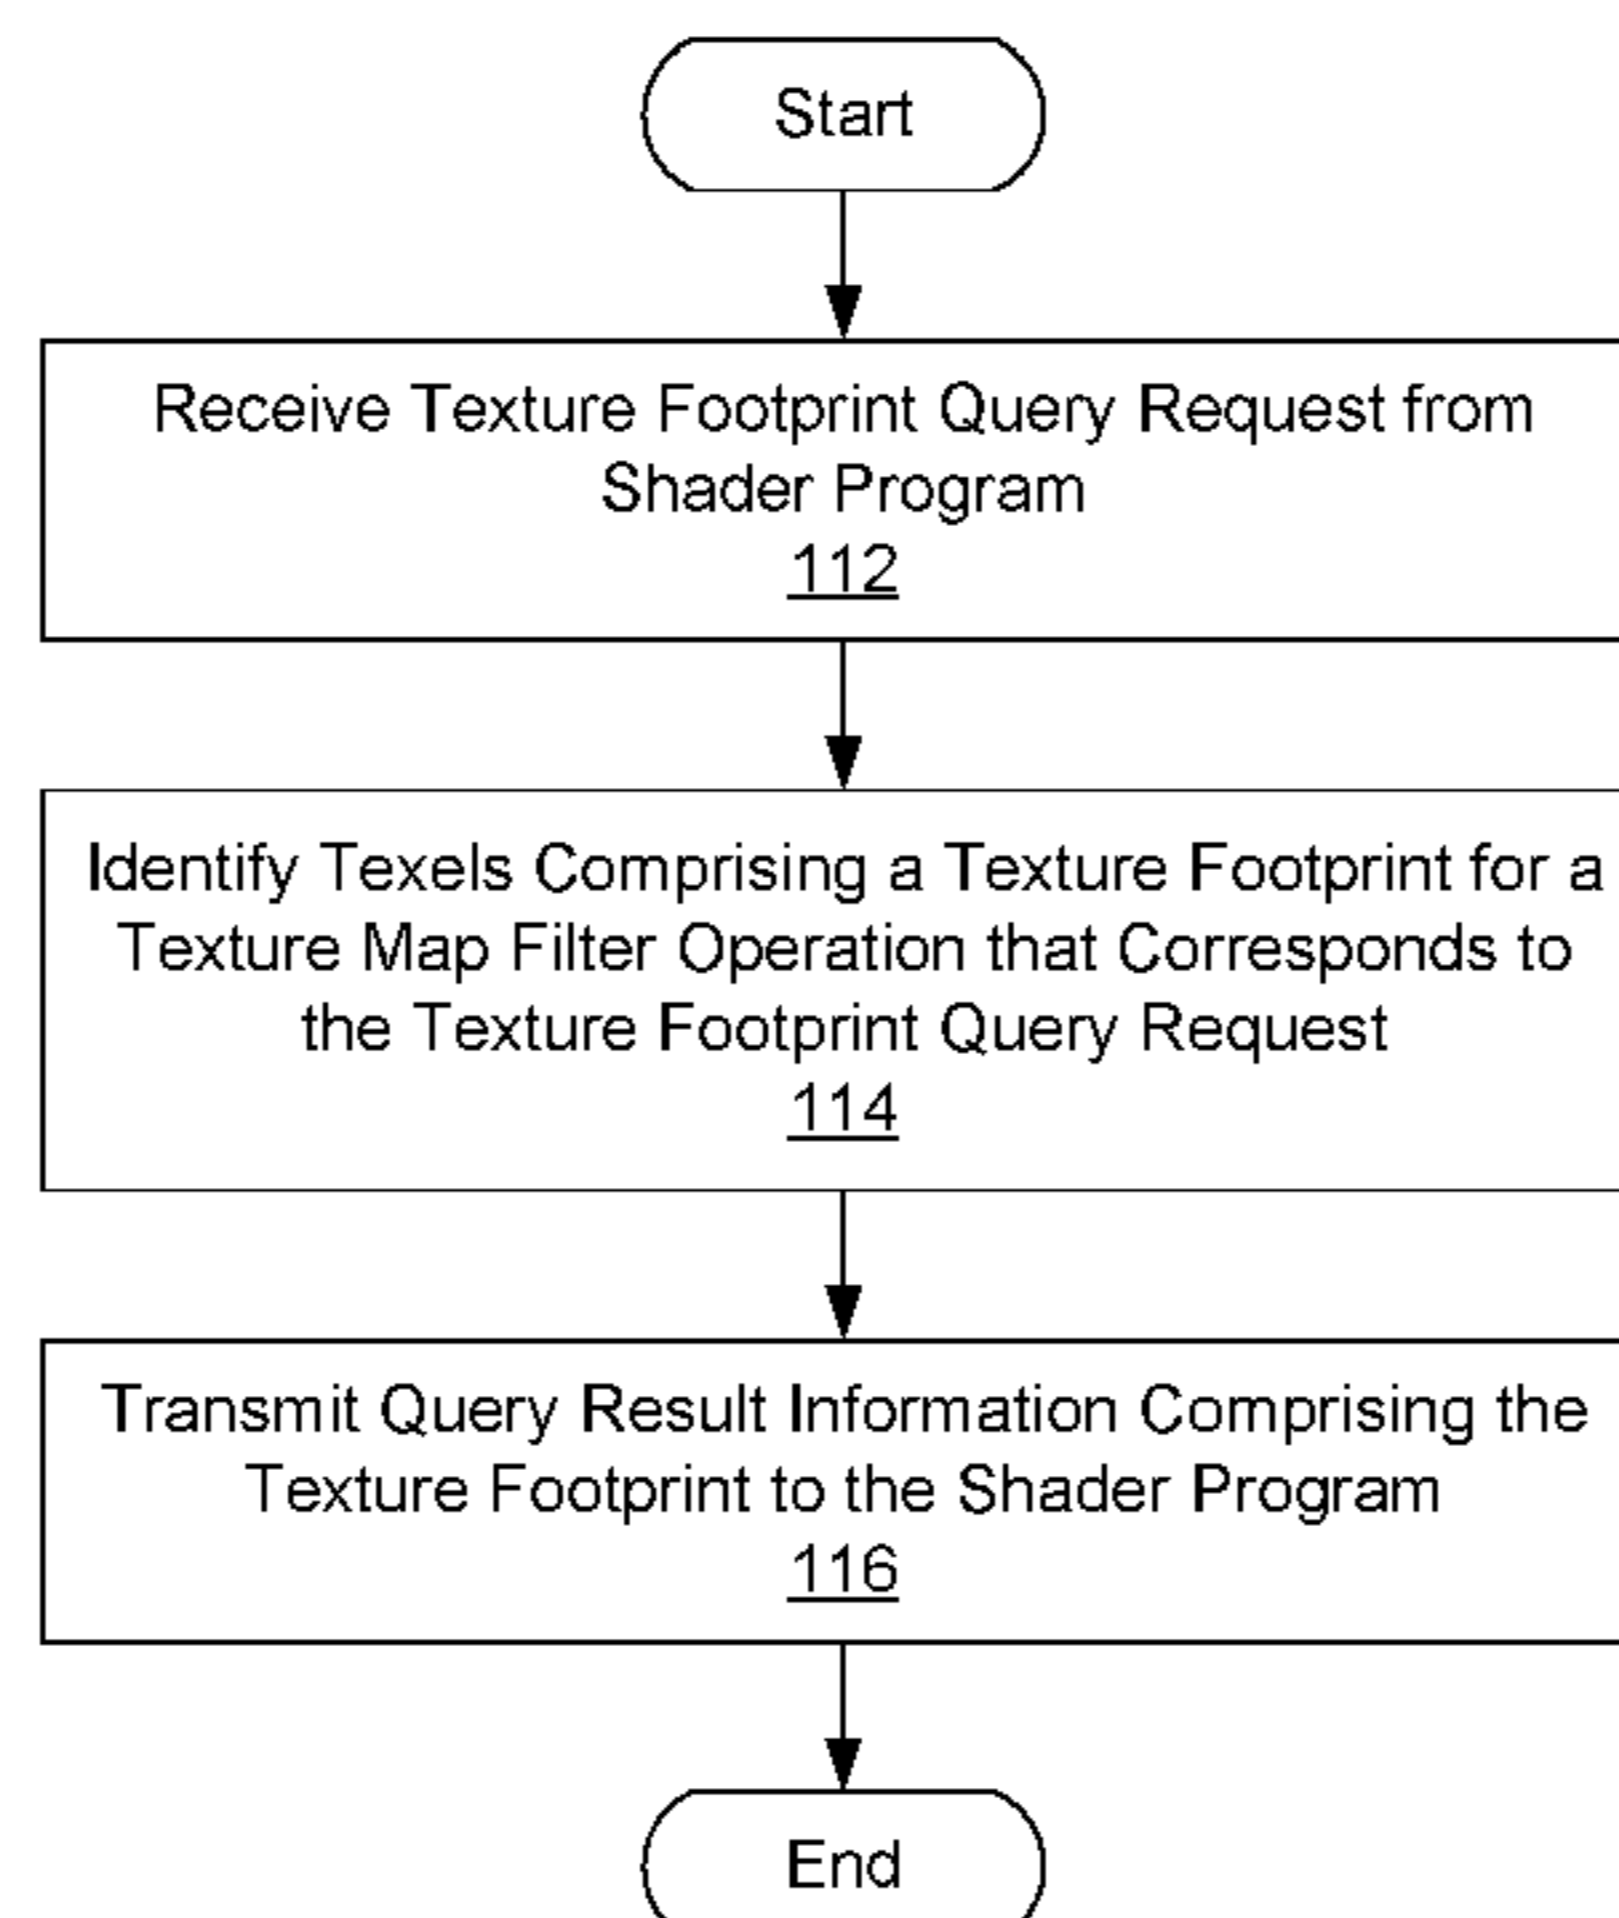 Start
Receive Texture Footprint Query Request from
Shader Program
112
Identify Texels Comprising a Texture Footprint for a
Texture Map Filter Operation that Corresponds to
the Texture Footprint Query Request
114
Transmit Query Result Information Comprising the
Texture Footprint to the Shader Program
116
End